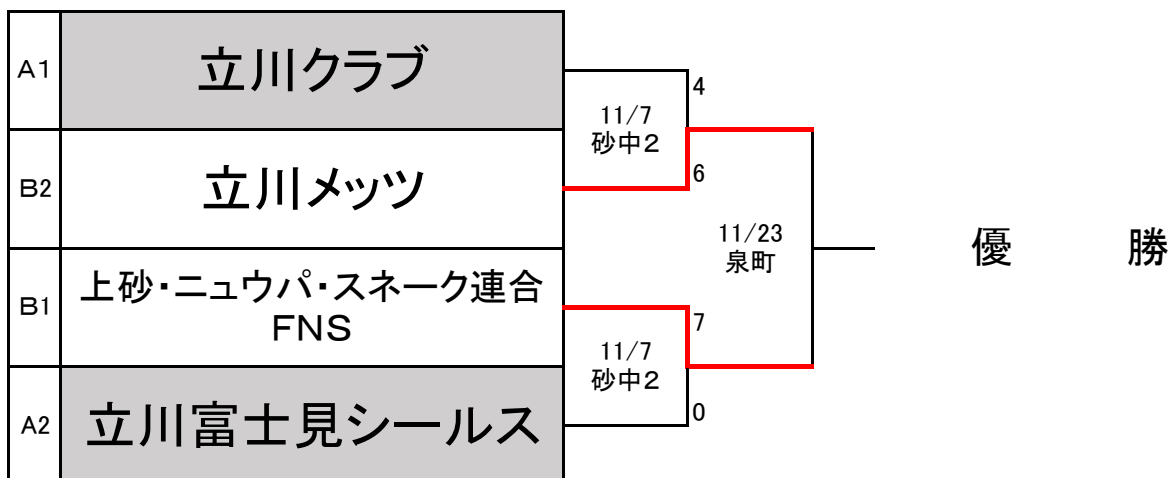 A1
立川クラブ
B2
立川メッツ
B1
上砂・ニュウパ・スネーク連合
FNS
A2
立川富士見シールス
11/7
砂中2
4
6
11/7
砂中2
7
0
11/23
泉町
優　勝